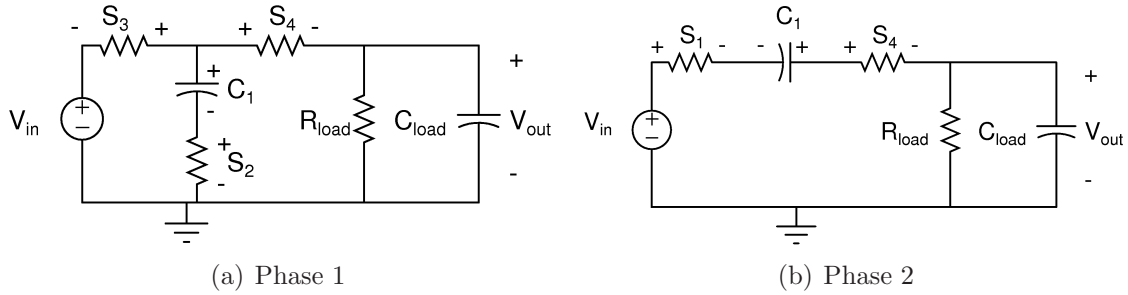 - S3 +
+ S4 -
+
C1
-
Vin
+
-
+
S2
-
Rload
Cload
+
Vout
-
(a) Phase 1
C1
+ S1 -
- +
+ S4 -
Vin
+
-
Rload
Cload
+
Vout
-
(b) Phase 2